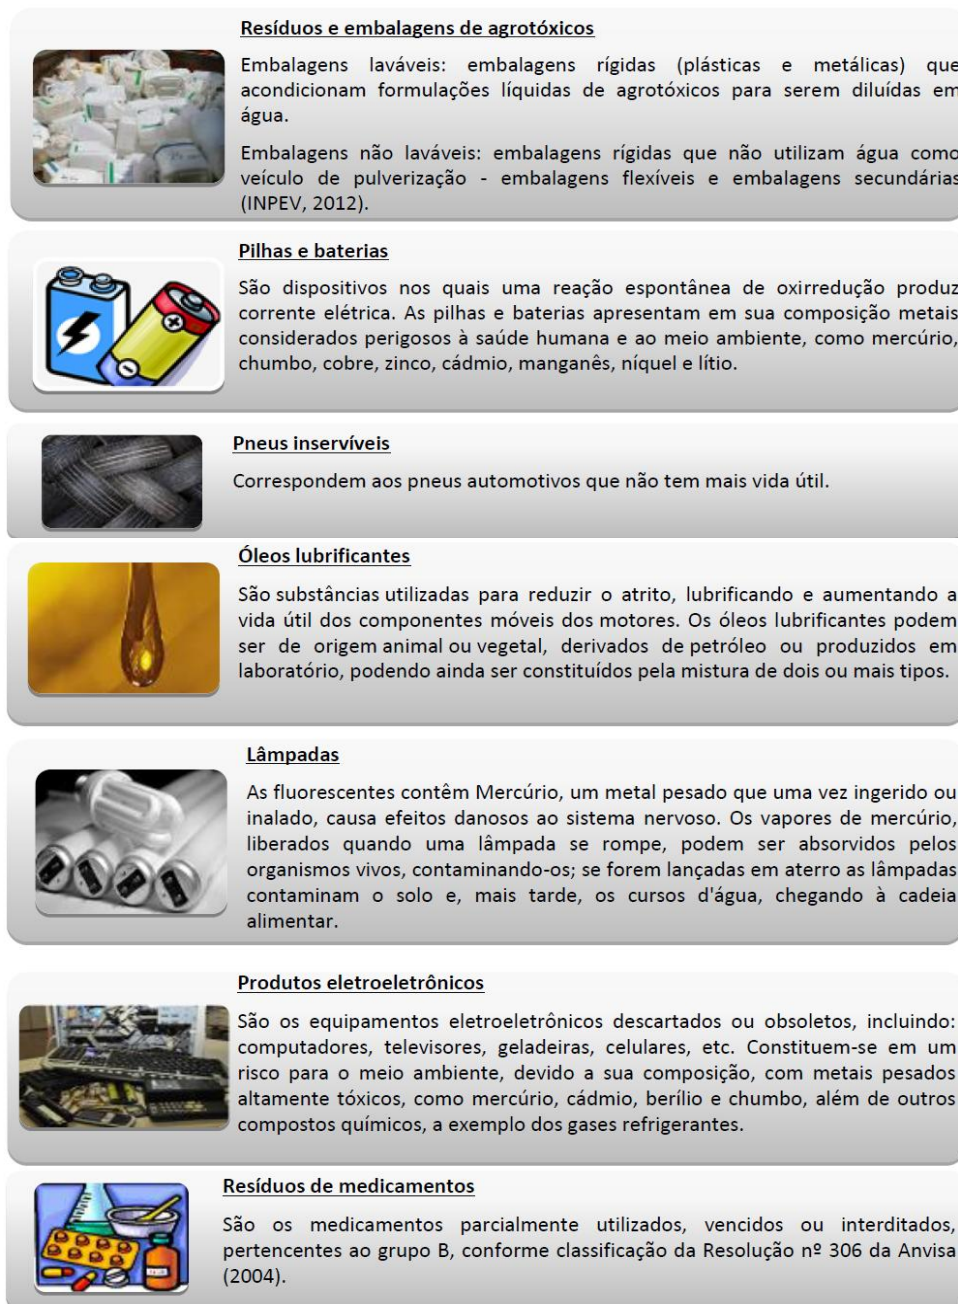 Resíduos e embalagens de agrotóxicos
Embalagens laváveis: embalagens rígidas (plásticas e metálicas) que
acondicionam formulações líquidas de agrotóxicos para serem diluídas em
água.
Embalagens não laváveis: embalagens rígidas que não utilizam água como
veículo de pulverização - embalagens flexíveis e embalagens secundárias
(INPEV, 2012).
Pilhas e baterias
São dispositivos nos quais uma reação espontânea de oxirredução produz
corrente elétrica. As pilhas e baterias apresentam em sua composição metais
considerados perigosos à saúde humana e ao meio ambiente, como mercúrio,
chumbo, cobre, zinco, cádmio, manganês, níquel e lítio.
Pneus inservíveis
Correspondem aos pneus automotivos que não tem mais vida útil.
Óleos lubrificantes
São substâncias utilizadas para reduzir o atrito, lubrificando e aumentando a
vida útil dos componentes móveis dos motores. Os óleos lubrificantes podem
ser de origem animal ou vegetal, derivados de petróleo ou produzidos em
laboratório, podendo ainda ser constituídos pela mistura de dois ou mais tipos.
Lâmpadas
As fluorescentes contêm Mercúrio, um metal pesado que uma vez ingerido ou
inalado, causa efeitos danosos ao sistema nervoso. Os vapores de mercúrio,
liberados quando uma lâmpada se rompe, podem ser absorvidos pelos
organismos vivos, contaminando-os; se forem lançadas em aterro as lâmpadas
contaminam o solo e, mais tarde, os cursos d'água, chegando à cadeia
alimentar.
Produtos eletroeletrônicos
São os equipamentos eletroeletrônicos descartados ou obsoletos, incluindo:
computadores, televisores, geladeiras, celulares, etc. Constituem-se em um
risco para o meio ambiente, devido a sua composição, com metais pesados
altamente tóxicos, como mercúrio, cádmio, berílio e chumbo, além de outros
compostos químicos, a exemplo dos gases refrigerantes.
Resíduos de medicamentos
São os medicamentos parcialmente utilizados, vencidos ou interditados,
pertencentes ao grupo B, conforme classificação da Resolução nº 306 da Anvisa
(2004).